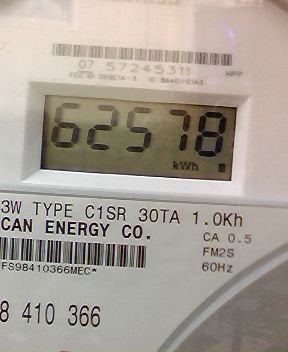 07 57245311 HPP
62578
kWh
3W TYPE C1SR 30TA 1.0Kh
CAN ENERGY CO.
CA 0.5
FM2S
60Hz
FS98410366MEC*
8 410 366